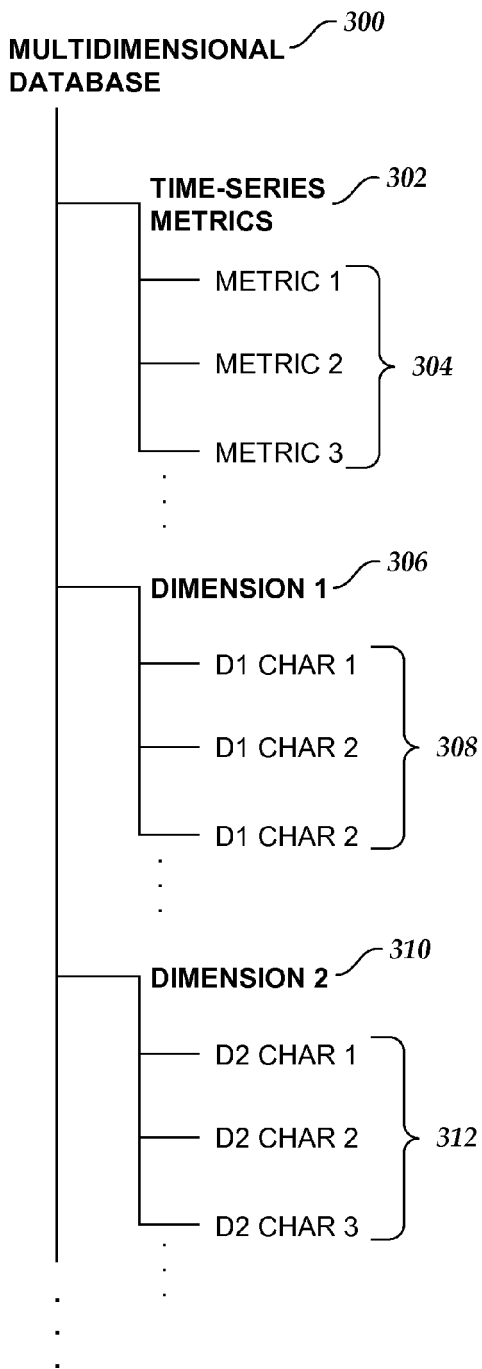 300
MULTIDIMENSIONAL
DATABASE
302
TIME-SERIES
METRICS
METRIC 1
METRIC 2
304
METRIC 3
306
DIMENSION 1
D1 CHAR 1
D1 CHAR 2
308
D1 CHAR 2
310
DIMENSION 2
D2 CHAR 1
D2 CHAR 2
312
D2 CHAR 3